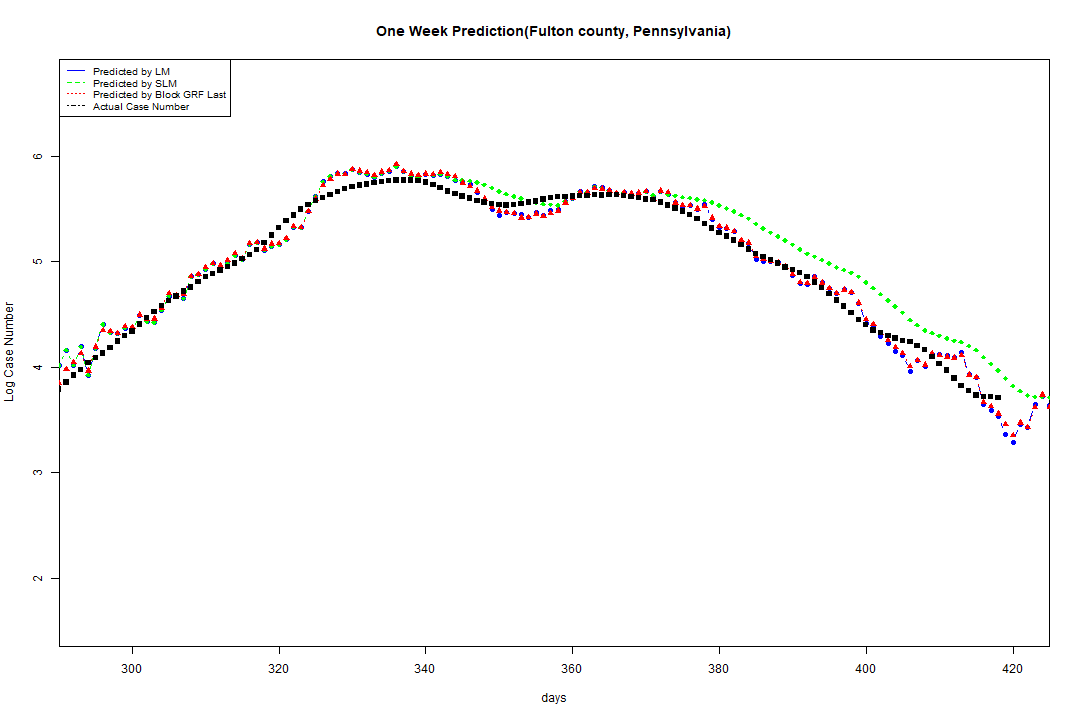 One Week Prediction(Fulton county, Pennsylvania)
Predicted by LM
Predicted by SLM
Predicted by Block GRF Last
Actual Case Number
6
5
4
3
2
Log Case Number
300 320 340 360 380 400 420
days